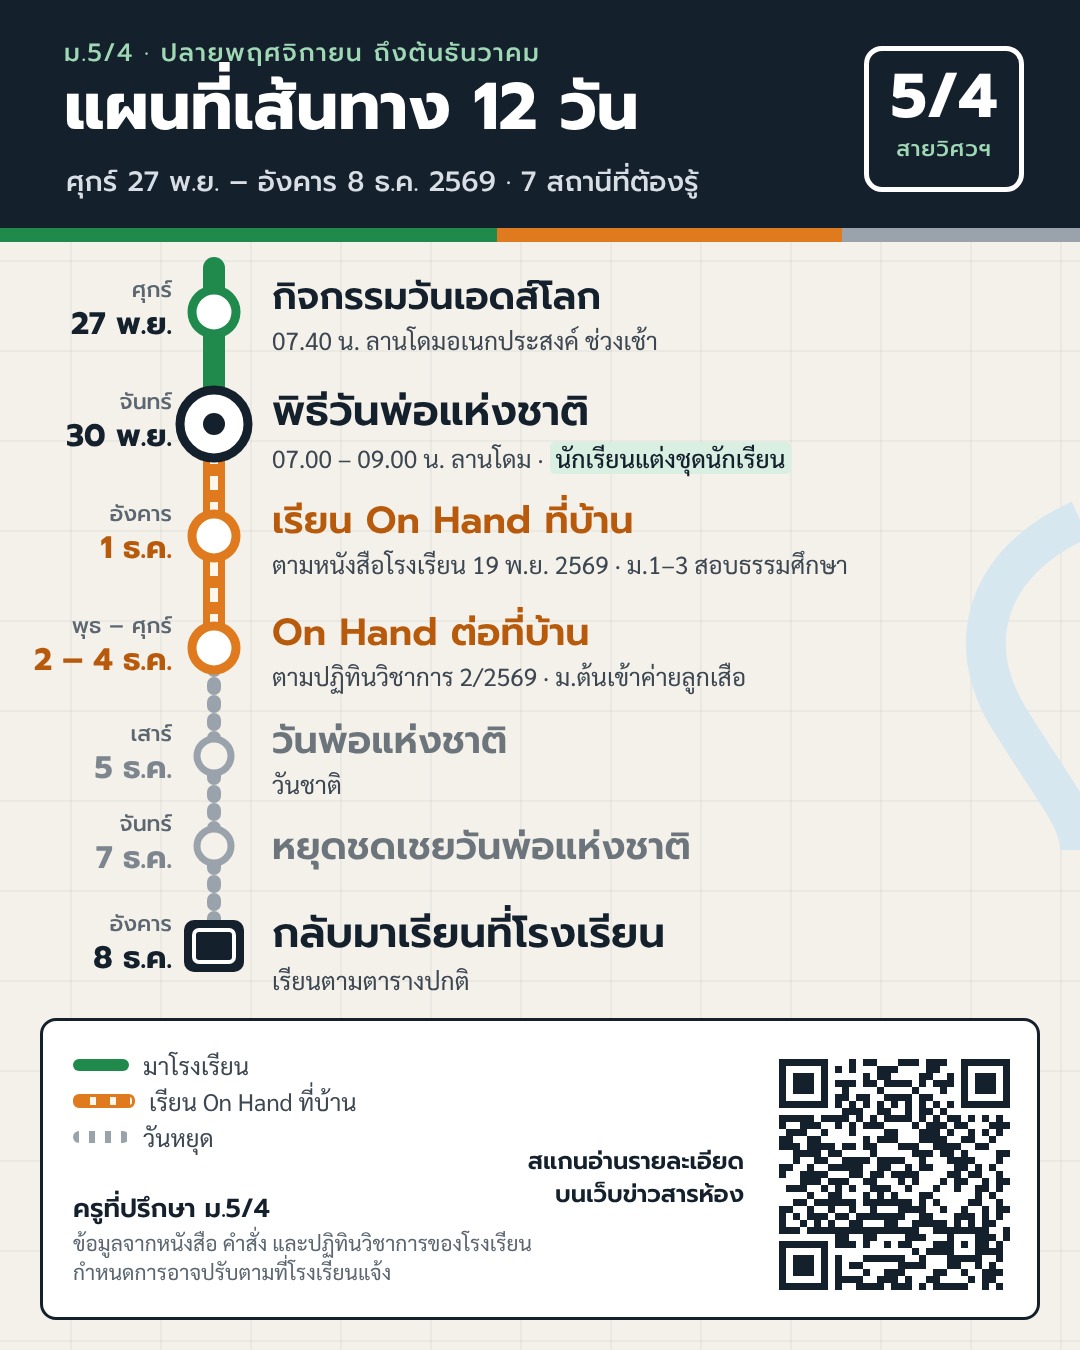 ม.5/4 · ปลายพฤศจิกายน ถึงต้นธันวาคม
แผนที่เส้นทาง 12 วัน
ศุกร์ 27 พ.ย. – อังคาร 8 ธ.ค. 2569 · 7 สถานีที่ต้องรู้
5/4
สายวิศวฯ
ศุกร์
27 พ.ย.
กิจกรรมวันเอดส์โลก
07.40 น. ลานโดมอเนกประสงค์ ช่วงเช้า
จันทร์
30 พ.ย.
พิธีวันพ่อแห่งชาติ
07.00 – 09.00 น. ลานโดม · นักเรียนแต่งชุดนักเรียน
อังคาร
1 ธ.ค.
เรียน On Hand ที่บ้าน
ตามหนังสือโรงเรียน 19 พ.ย. 2569 · ม.1–3 สอบธรรมศึกษา
พุธ – ศุกร์
2 – 4 ธ.ค.
On Hand ต่อที่บ้าน
ตามปฏิทินวิชาการ 2/2569 · ม.ต้นเข้าค่ายลูกเสือ
เสาร์
5 ธ.ค.
วันพ่อแห่งชาติ
วันชาติ
จันทร์
7 ธ.ค.
หยุดชดเชยวันพ่อแห่งชาติ
อังคาร
8 ธ.ค.
กลับมาเรียนที่โรงเรียน
เรียนตามตารางปกติ
มาโรงเรียน
เรียน On Hand ที่บ้าน
วันหยุด
สแกนอ่านรายละเอียด
บนเว็บข่าวสารห้อง
ครูที่ปรึกษา ม.5/4
ข้อมูลจากหนังสือ คำสั่ง และปฏิทินวิชาการของโรงเรียน
กำหนดการอาจปรับตามที่โรงเรียนแจ้ง